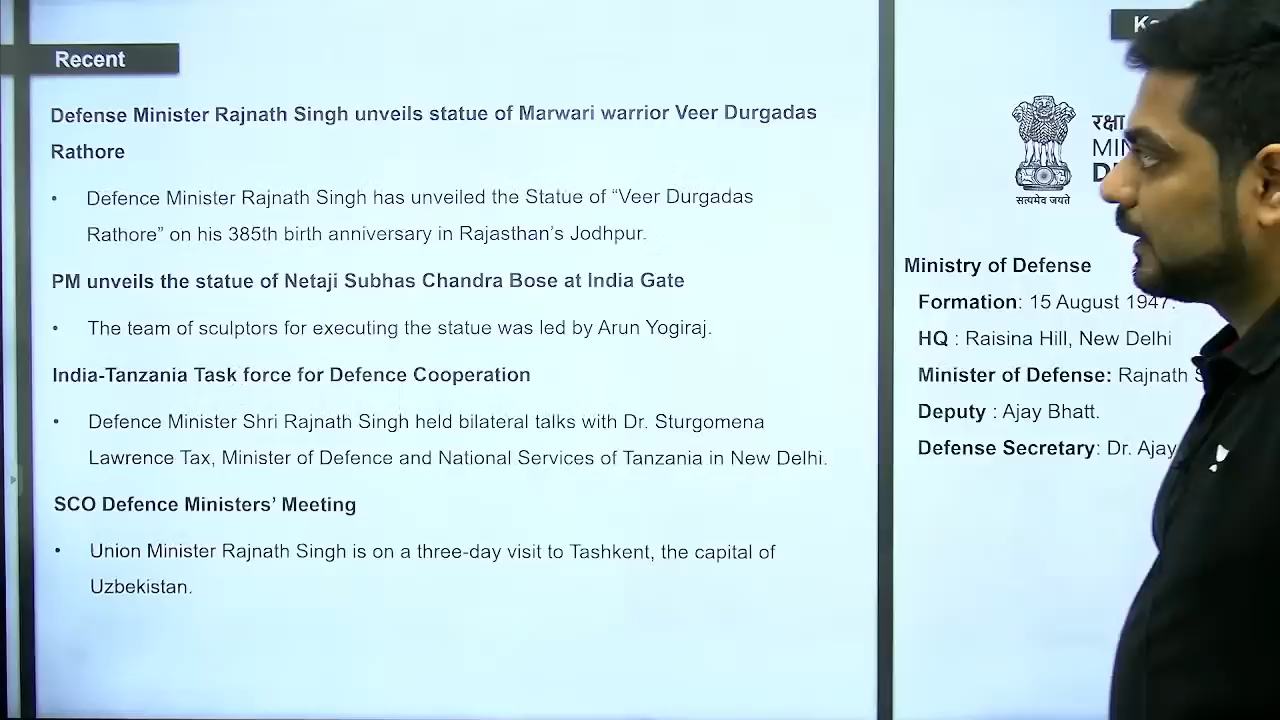 Recent
Defense Minister Rajnath Singh unveils statue of Marwari warrior Veer Durgadas
Rathore
• Defence Minister Rajnath Singh has unveiled the Statue of “Veer Durgadas
Rathore” on his 385th birth anniversary in Rajasthan’s Jodhpur.
PM unveils the statue of Netaji Subhas Chandra Bose at India Gate
• The team of sculptors for executing the statue was led by Arun Yogiraj.
India-Tanzania Task force for Defence Cooperation
• Defence Minister Shri Rajnath Singh held bilateral talks with Dr. Sturgomena
Lawrence Tax, Minister of Defence and National Services of Tanzania in New Delhi.
SCO Defence Ministers’ Meeting
• Union Minister Rajnath Singh is on a three-day visit to Tashkent, the capital of
Uzbekistan.
रक्षा
सत्यमेव जयते
Ministry of Defense
Formation: 15 August 1947.
HQ : Raisina Hill, New Delhi
Minister of Defense: Rajnath
Deputy : Ajay Bhatt.
Defense Secretary: Dr. Ajay